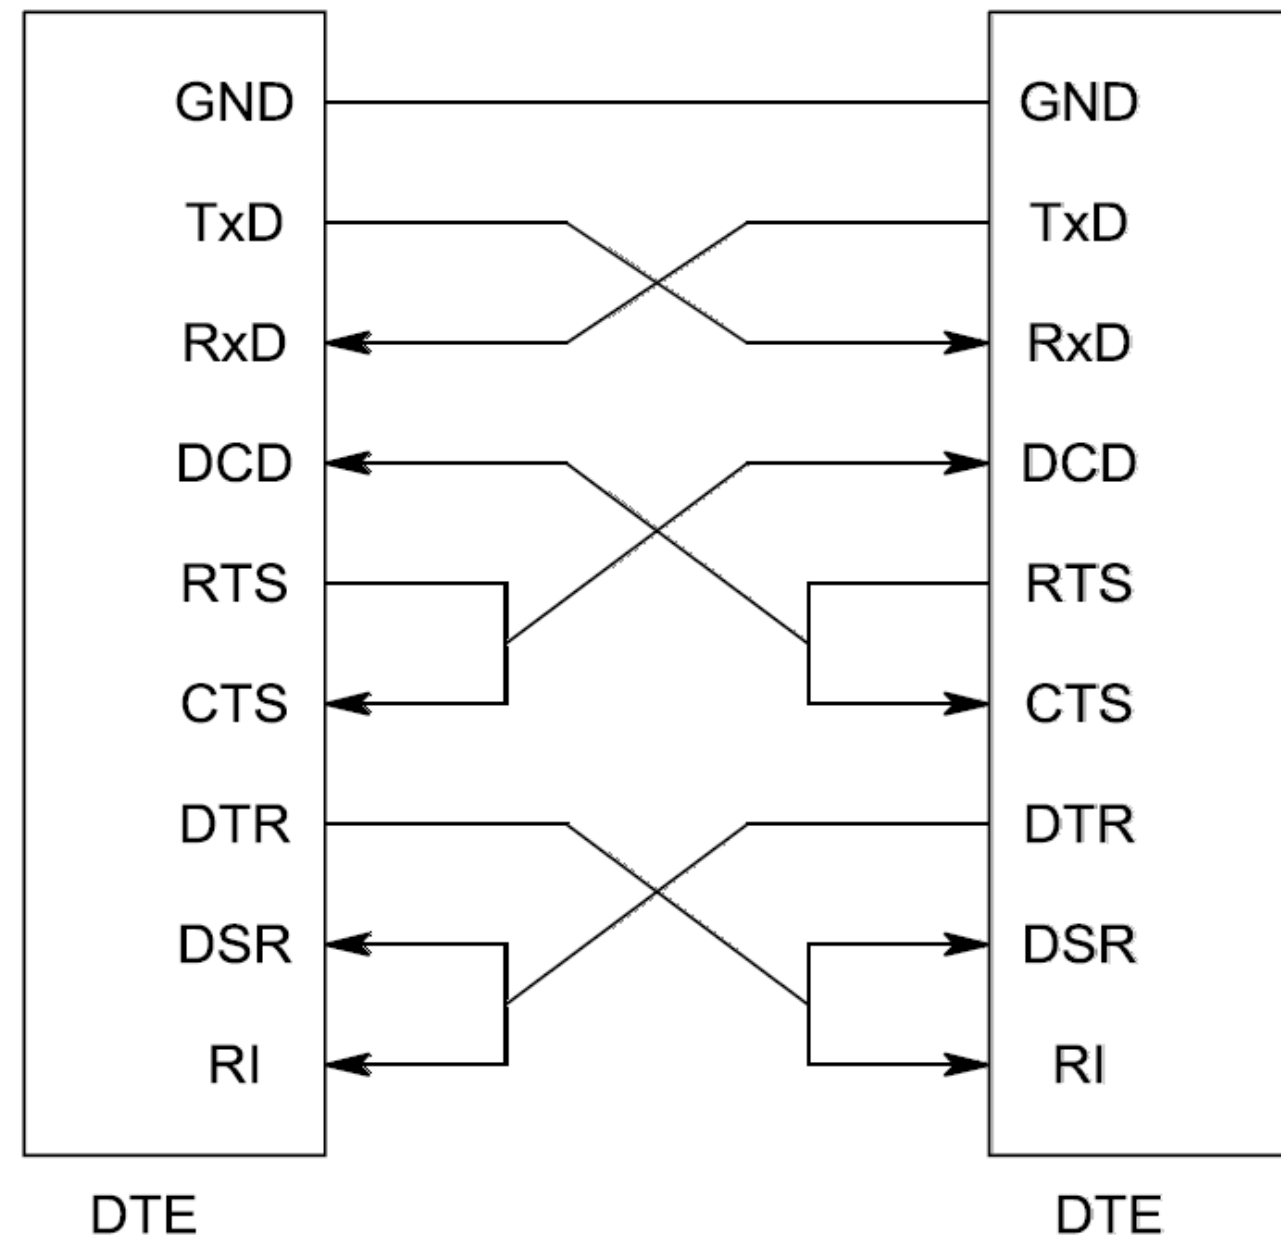 GND GND
TxD TxD
RxD RxD
DCD DCD
RTS RTS
CTS CTS
DTR DTR
DSR DSR
RI RI
DTE DTE